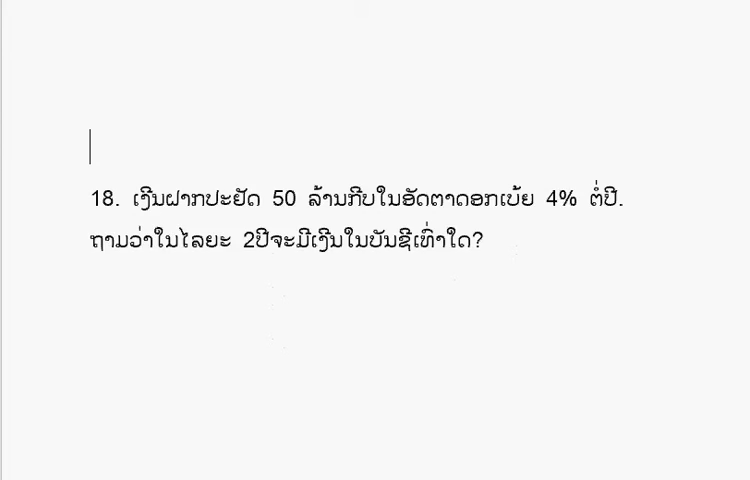 18. ເງີນຝາກປະຢັດ 50 ລ້ານກີບໃນອັດຕາດອກເບ້ຍ 4% ຕໍ່ປີ.
ຖາມວ່າໃນໄລຍະ 2ປີຈະມີເງີນໃນບັນຊີເທົ່າໃດ?